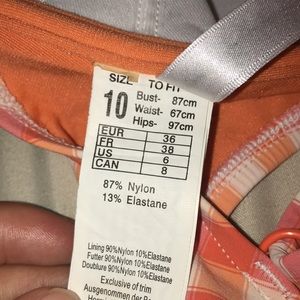 SIZE TO FIT
10 Bust- 87cm
Waist- 67cm
Hips- 97cm
EUR 36
FR 38
US 6
CAN 8
87% Nylon
13% Elastane
Lining 90%Nylon 10%Elastane
Futter 90%Nylon 10%Elastane
Doublure 90%Nylon 10%Elastane
Exclusive of trim
Ausgenommen der